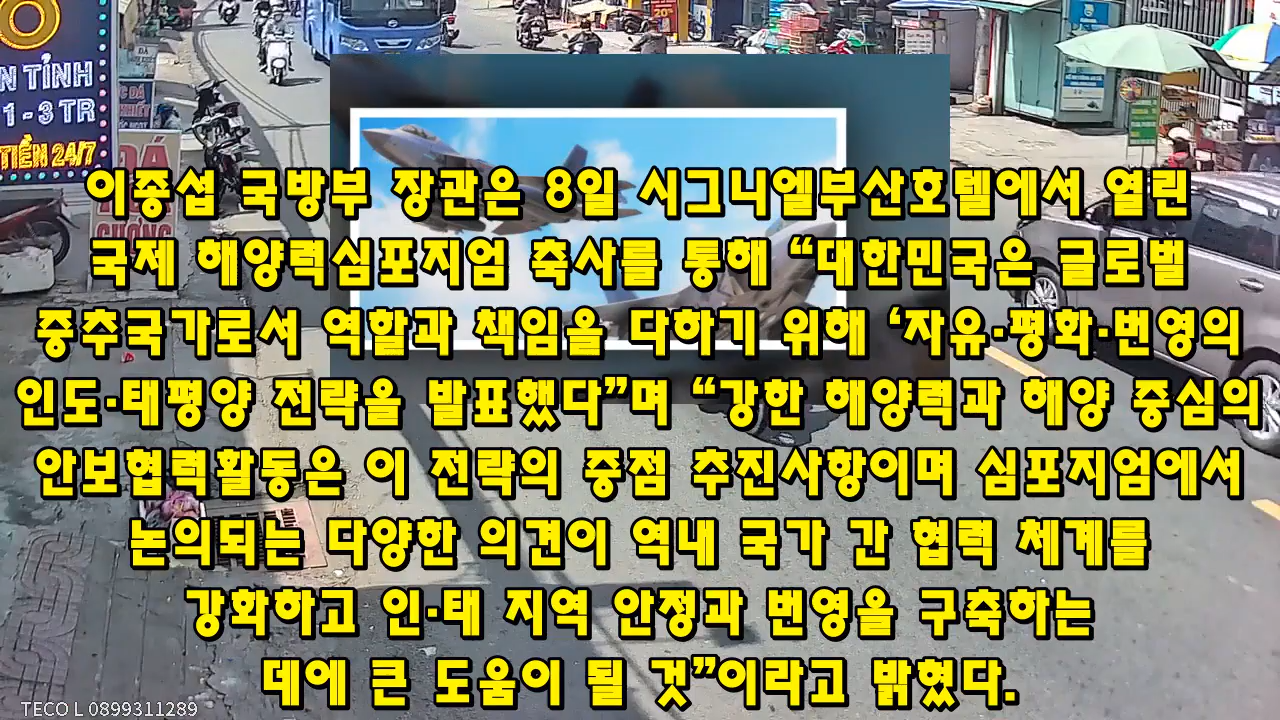 N TỈNH
1 - 3 TR
TIỀN 24/7
ĐÁ
이종섭 국방부 장관은 8일 시그니엘부산호텔에서 열린
국제 해양력심포지엄 축사를 통해 “대한민국은 글로벌
중추국가로서 역할과 책임을 다하기 위해 ‘자유·평화·번영의
인도·태평양 전략을 발표했다”며 “강한 해양력과 해양 중심의
안보협력활동은 이 전략의 중점 추진사항이며 심포지엄에서
논의되는 다양한 의견이 역내 국가 간 협력 체계를
강화하고 인·태 지역 안정과 번영을 구축하는
데에 큰 도움이 될 것”이라고 밝혔다.
TECO L 0899311289